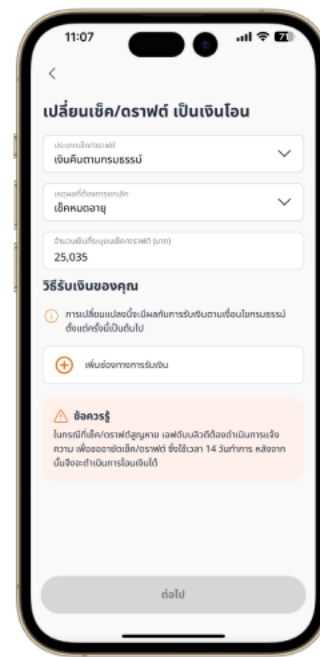 11:07
71
เปลี่ยนเช็ค/ดราฟต์ เป็นเงินโอน
ประเภทเช็ค/ดราฟต์
เงินคืนตามกรมธรรม์
เหตุผลที่ต้องการยกเลิก
เช็คหมดอายุ
จำนวนเงินที่ระบุบนเช็ค/ดราฟต์ (บาท)
25,035
วิธีรับเงินของคุณ
การเปลี่ยนแปลงนี้จะมีผลกับการรับเงินตามเงื่อนไขกรมธรรม์
ตั้งแต่ครั้งนี้เป็นต้นไป
เพิ่มช่องทางการรับเงิน
ข้อควรรู้
ในกรณีที่เช็ค/ดราฟต์สูญหาย เอฟดับบลิวดีต้องดำเนินการแจ้ง
ความ เพื่อขออายัดเช็ค/ดราฟต์ ซึ่งใช้เวลา 14 วันทำการ หลังจาก
นั้นจึงจะดำเนินการโอนเงินได้
ต่อไป